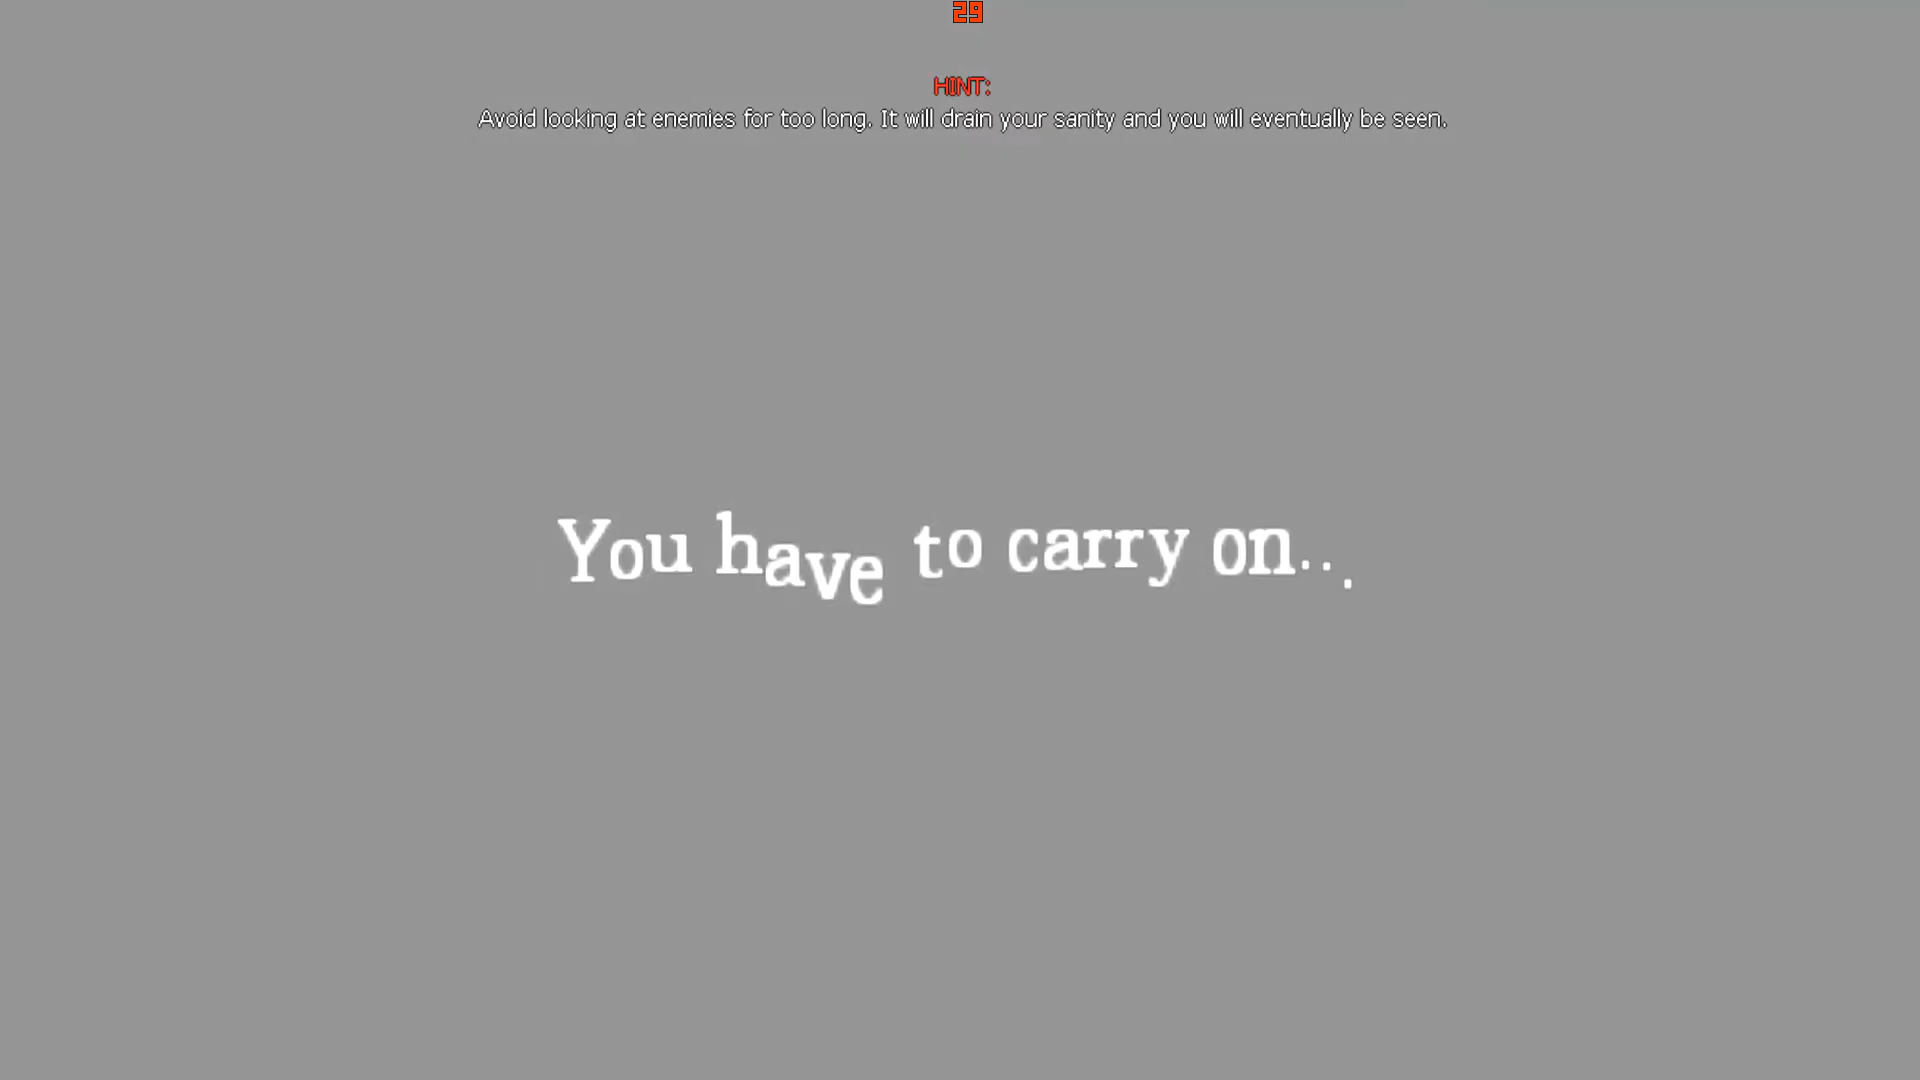 29
HINT:
Avoid looking at enemies for too long. It will drain your sanity and you will eventually be seen.
You have to carry on...